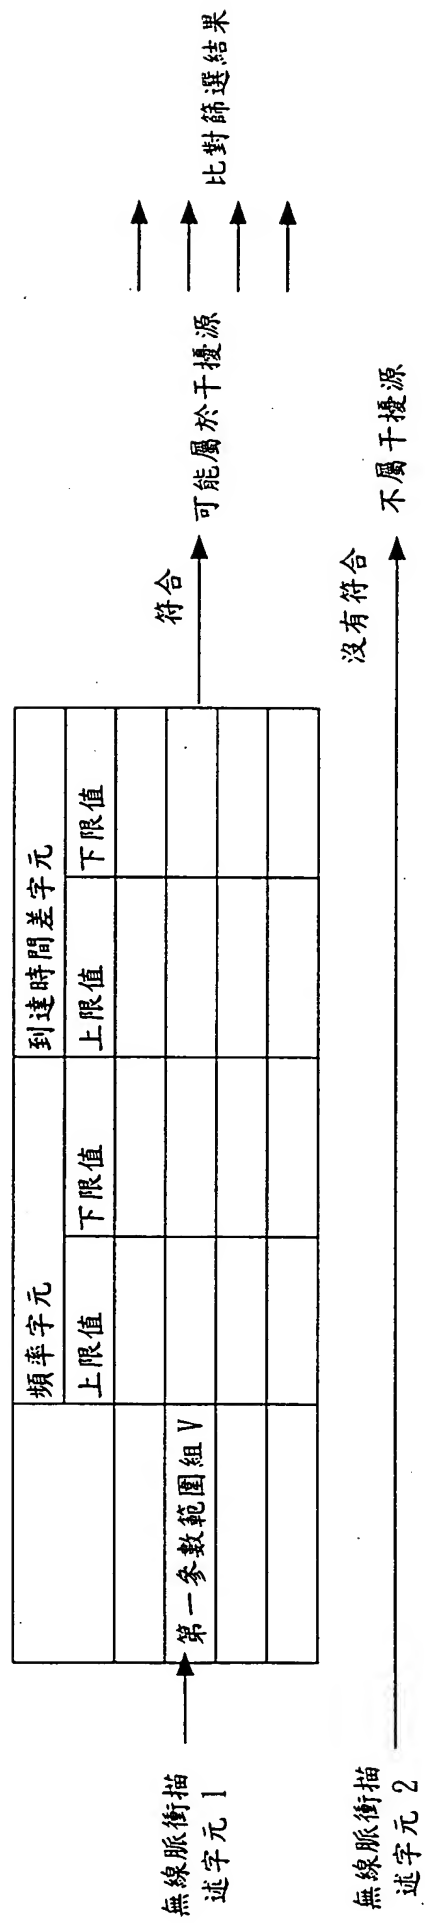 頻率字元
到達時間差字元
上限值
下限值
上限值
下限值
第一參數範圍組 V
無線脈衝描
述字元 1
符合
可能屬於干擾源
比對篩選結果
無線脈衝描
述字元 2
沒有符合
不屬干擾源